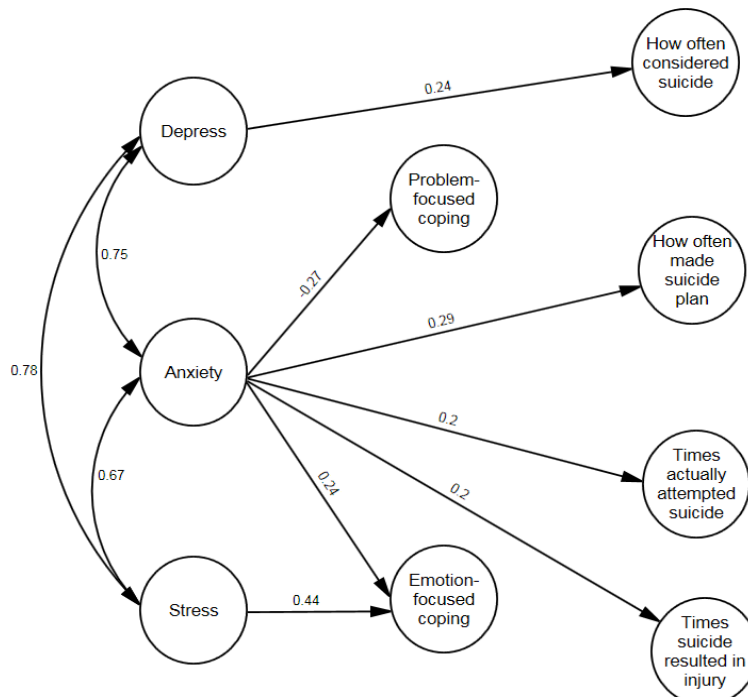 How often
considered
suicide
0.24
Depress
Problem-
focused
coping
0.75
How often
made
suicide
plan
-0.27
0.29
0.78
Anxiety
0.2
Times
actually
attempted
suicide
0.67
0.24
0.2
Emotion-
focused
coping
0.44
Stress
Times
suicide
resulted in
injury